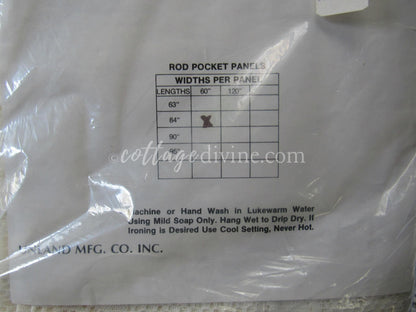 ROD POCKET PANELS
WIDTHS PER PANEL
LENGTHS 60" 120"
63"
84" X
90"
95"
©cottagedivine.com
Machine or Hand Wash in Lukewarm Water
Using Mild Soap Only. Hang Wet to Drip Dry. If
Ironing is Desired Use Cool Setting, Never Hot.
UNLAND MFG. CO. INC.